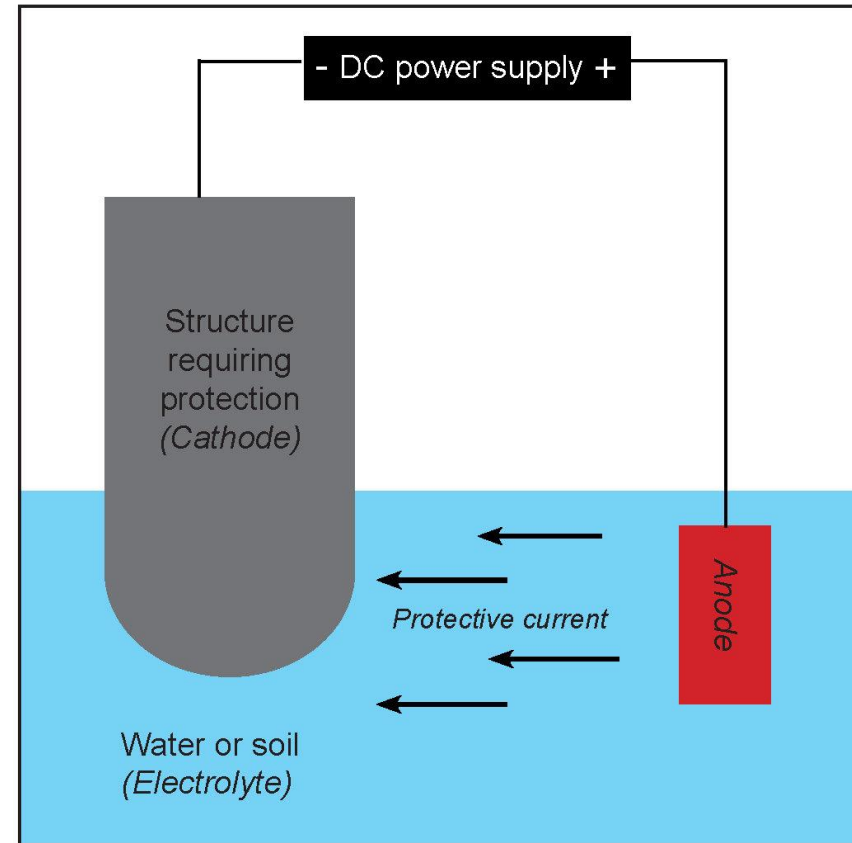 - DC power supply +
Structure
requiring
protection
(Cathode)
Anode
Protective current
Water or soil
(Electrolyte)